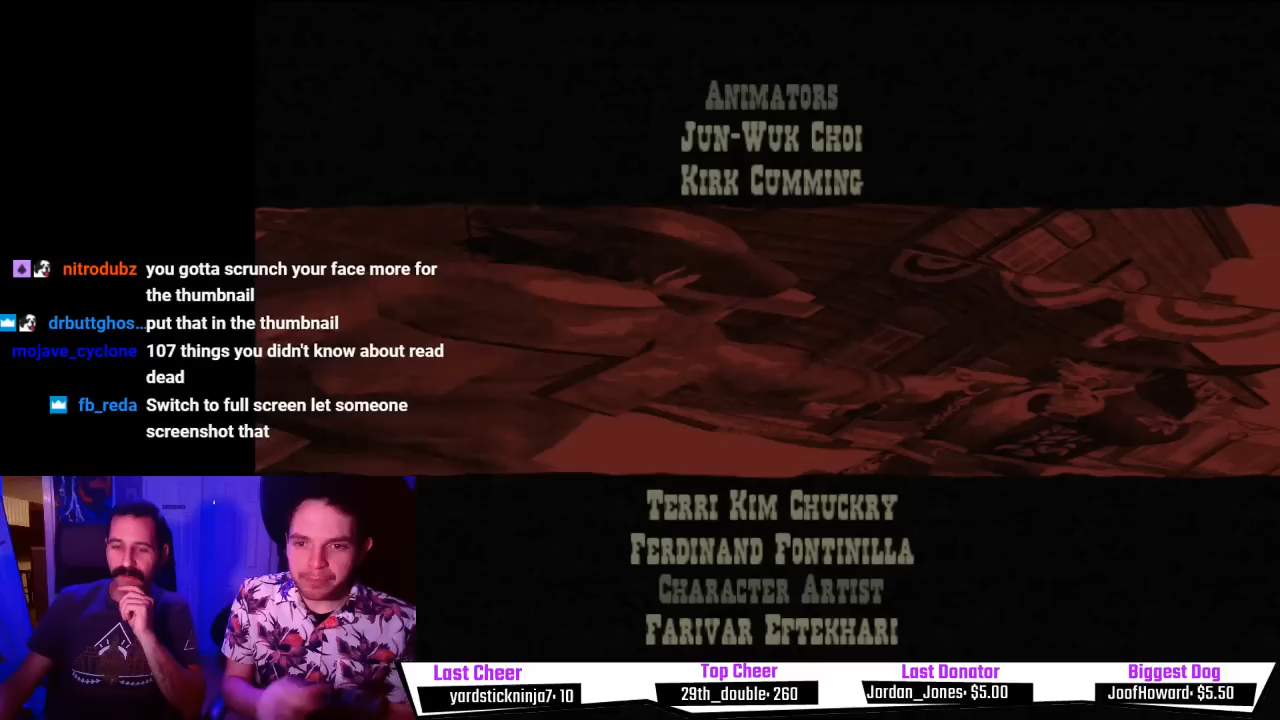 ANIMATORS
JUN-WUK CHOI
KIRK CUMMING
nitrodubz you gotta scrunch your face more for
the thumbnail
drbuttghos... put that in the thumbnail
mojave_cyclone 107 things you didn't know about read
dead
fb_reda Switch to full screen let someone
screenshot that
TERRI KIM CHUCKRY
FERDINAND FONTINILLA
CHARACTER ARTIST
FARIVAR EFTEKHARI
Last Cheer
yardstickninja7: 10
Top Cheer
29th_double: 260
Last Donator
Jordan_Jones: $5.00
Biggest Dog
JoofHoward: $5.50